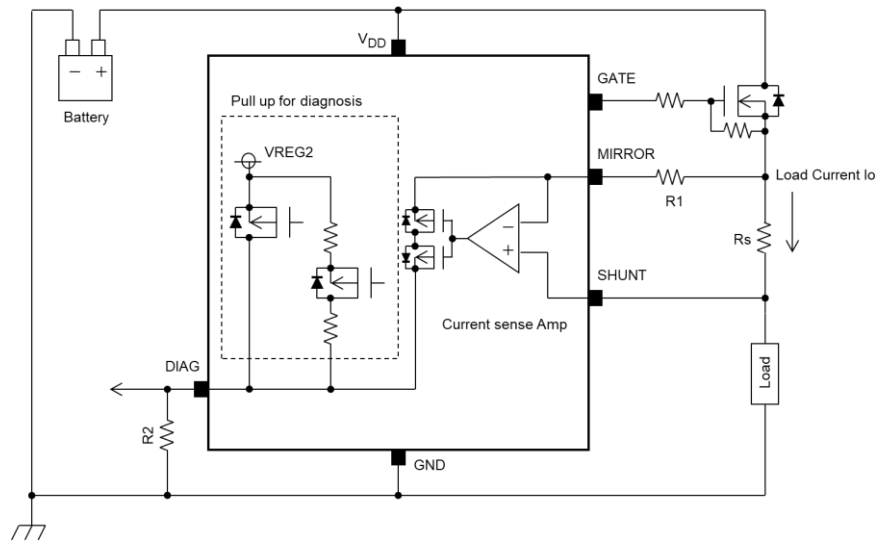 VDD
GATE
Pull up for diagnosis
− +
Battery
VREG2
MIRROR
R1
Load Current Io
−
+
Rs
SHUNT
Current sense Amp
DIAG
Load
R2
GND